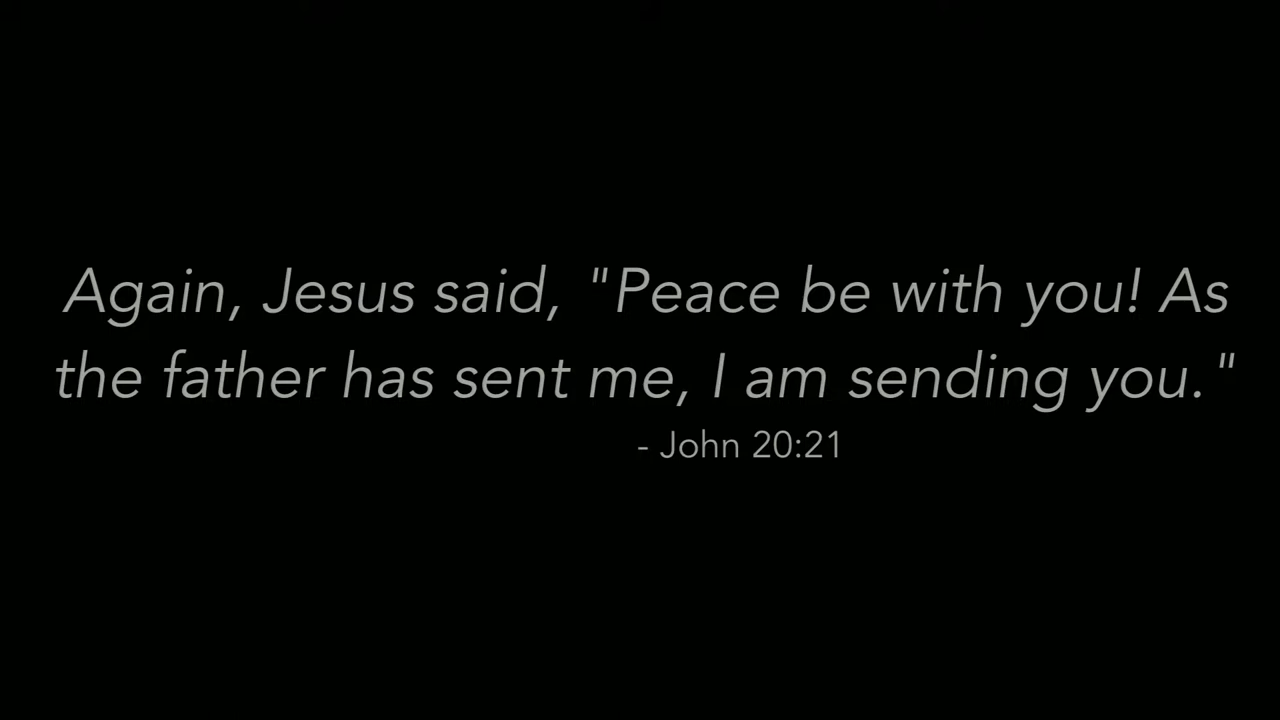 Again, Jesus said, "Peace be with you! As
the father has sent me, I am sending you."
- John 20:21